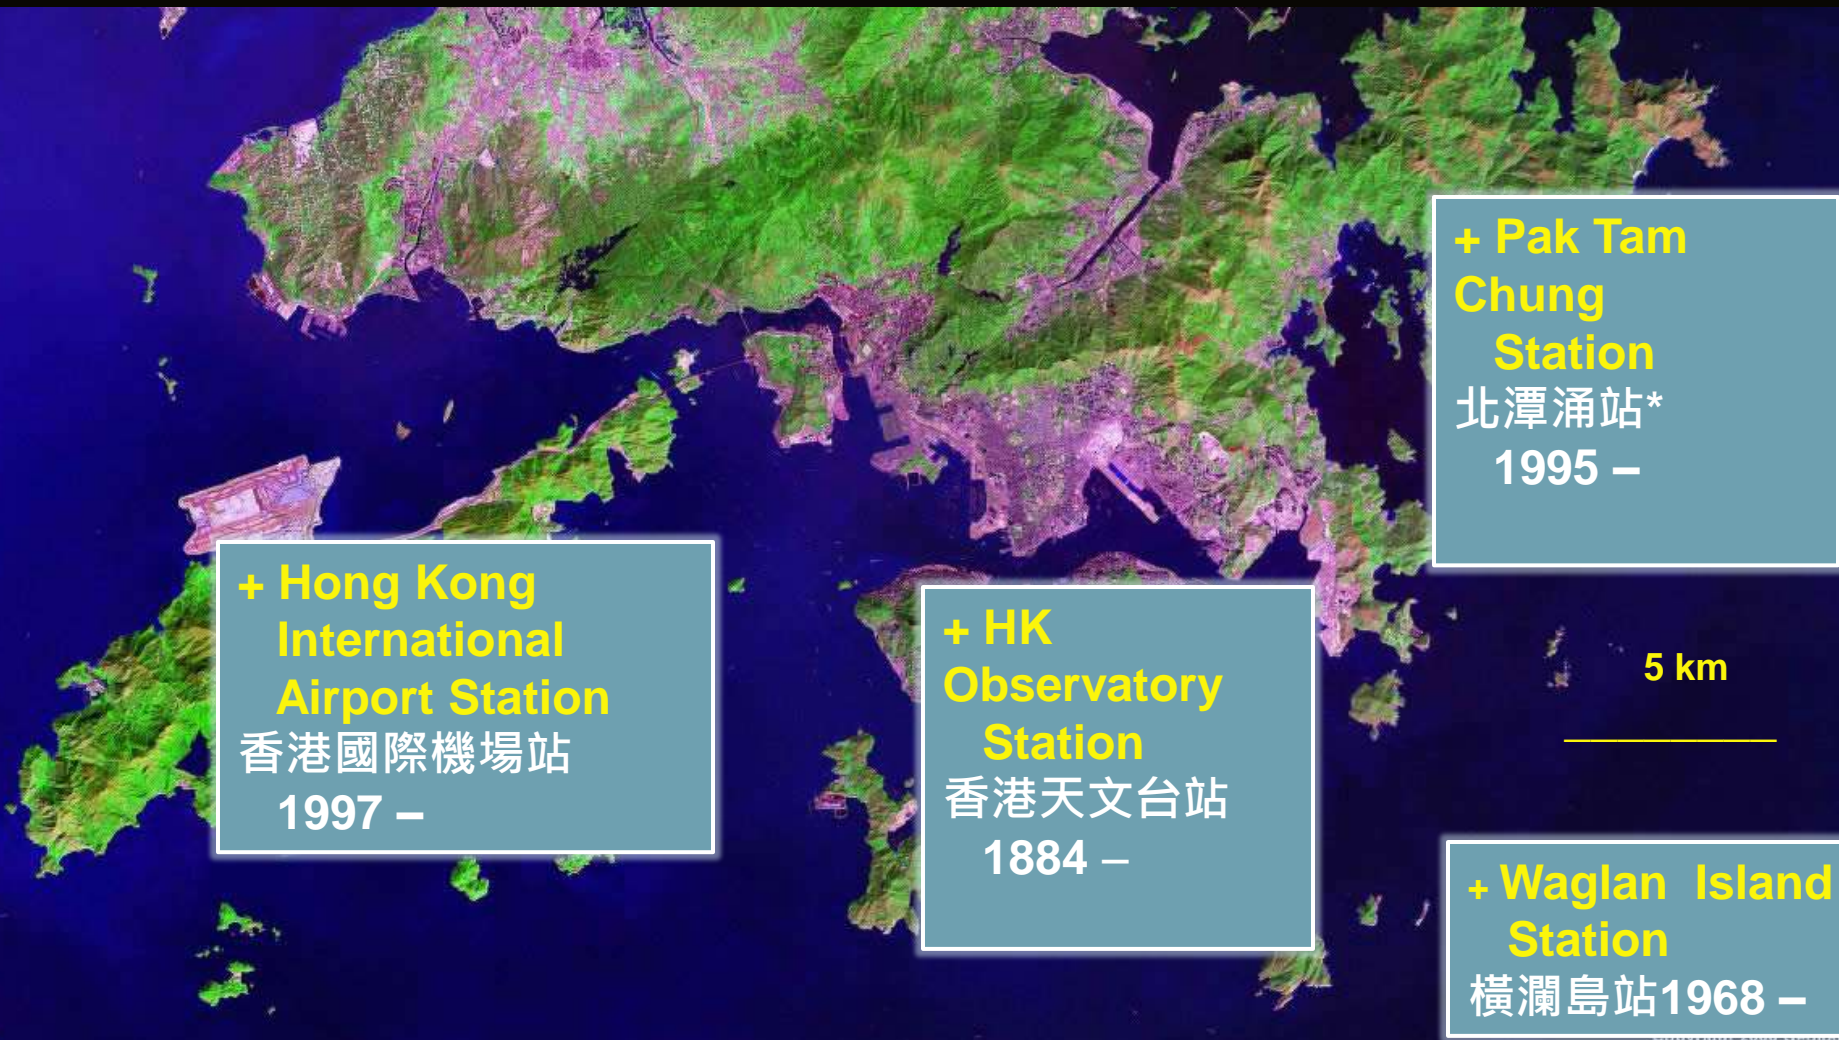 + Pak Tam
Chung
Station
北潭涌站*
1995 –
+ Hong Kong
International
Airport Station
香港國際機場站
1997 –
+ HK
Observatory
Station
香港天文台站
1884 –
5 km
+ Waglan Island
Station
橫瀾島站1968 –